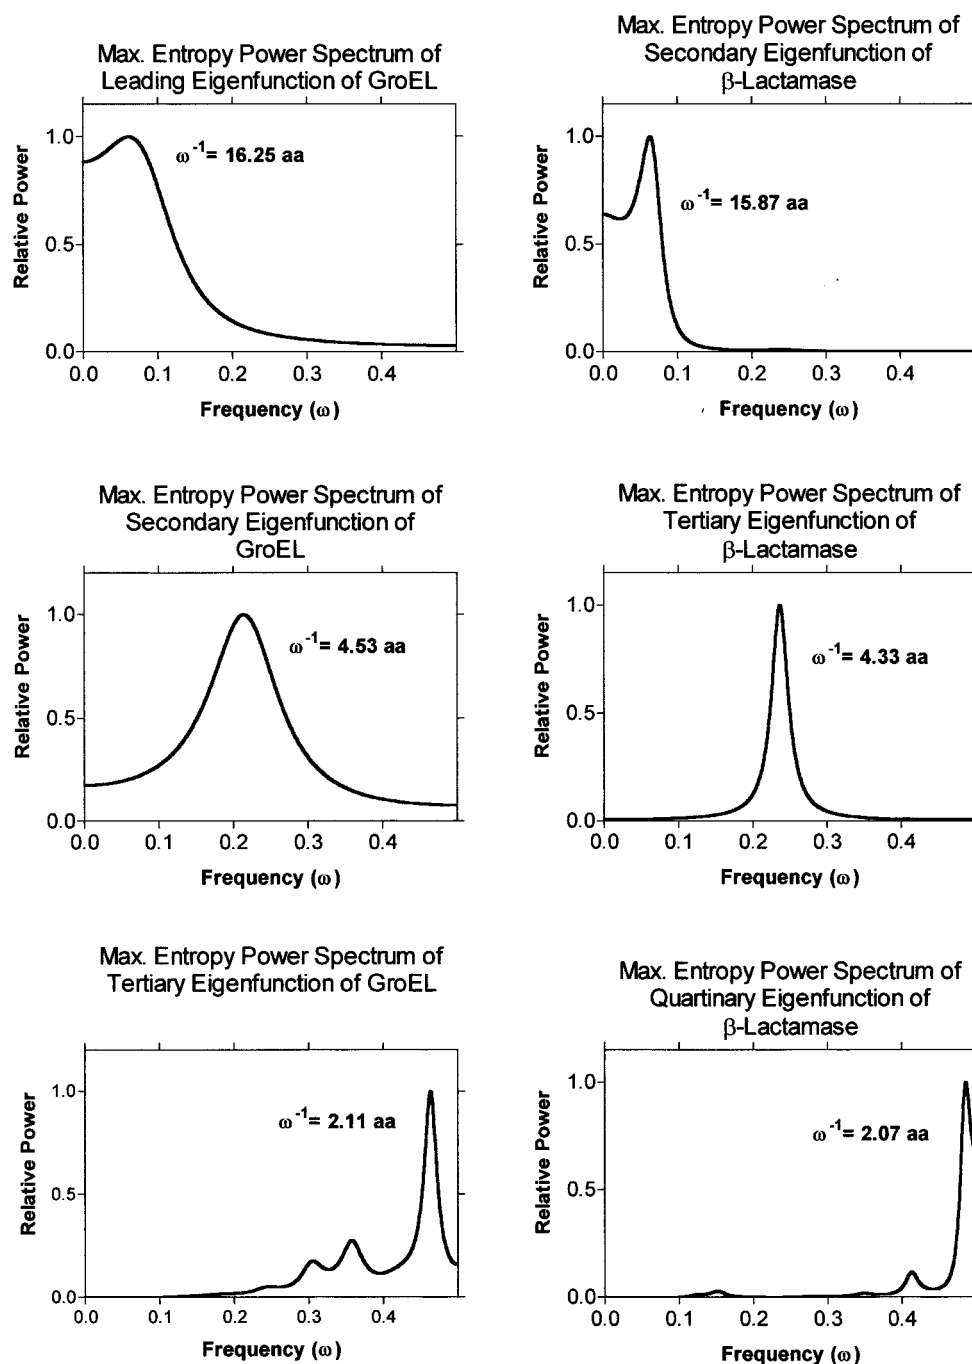 Max. Entropy Power Spectrum of
Leading Eigenfunction of GroEL
Relative Power
1.0
0.5
0.0
ω⁻¹= 16.25 aa
0.0 0.1 0.2 0.3 0.4
Frequency (ω)
Max. Entropy Power Spectrum of
Secondary Eigenfunction of
β-Lactamase
Relative Power
1.0
0.5
0.0
ω⁻¹= 15.87 aa
0.0 0.1 0.2 0.3 0.4
Frequency (ω)
Max. Entropy Power Spectrum of
Secondary Eigenfunction of
GroEL
Relative Power
1.0
0.5
0.0
ω⁻¹= 4.53 aa
0.0 0.1 0.2 0.3 0.4
Frequency (ω)
Max. Entropy Power Spectrum of
Tertiary Eigenfunction of
β-Lactamase
Relative Power
1.0
0.5
0.0
ω⁻¹= 4.33 aa
0.0 0.1 0.2 0.3 0.4
Frequency (ω)
Max. Entropy Power Spectrum of
Tertiary Eigenfunction of GroEL
Relative Power
1.0
0.5
0.0
ω⁻¹= 2.11 aa
0.0 0.1 0.2 0.3 0.4
Frequency (ω)
Max. Entropy Power Spectrum of
Quartinary Eigenfunction of
β-Lactamase
Relative Power
1.0
0.5
0.0
ω⁻¹= 2.07 aa
0.0 0.1 0.2 0.3 0.4
Frequency (ω)